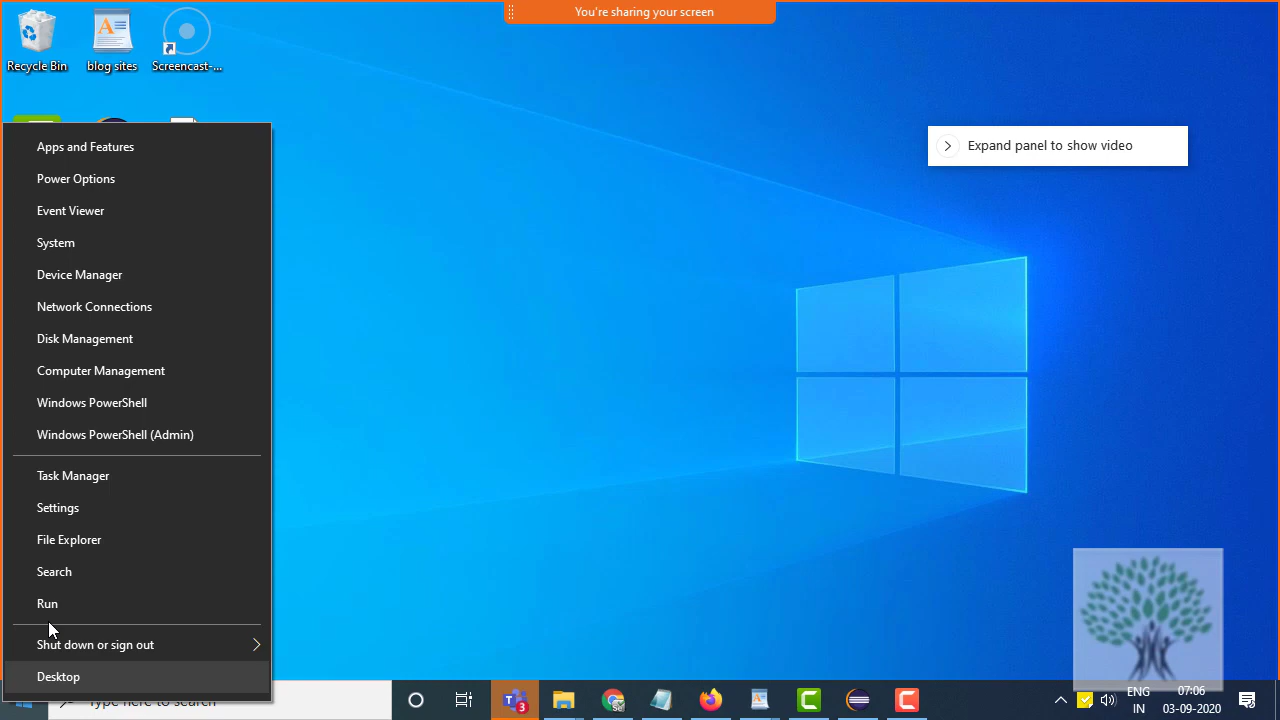 You're sharing your screen
Recycle Bin
blog sites
Screencast-...
Expand panel to show video
Apps and Features
Power Options
Event Viewer
System
Device Manager
Network Connections
Disk Management
Computer Management
Windows PowerShell
Windows PowerShell (Admin)
Task Manager
Settings
File Explorer
Search
Run
Shut down or sign out
Desktop
Type here to search
T
3
ENG
IN
07:06
03-09-2020